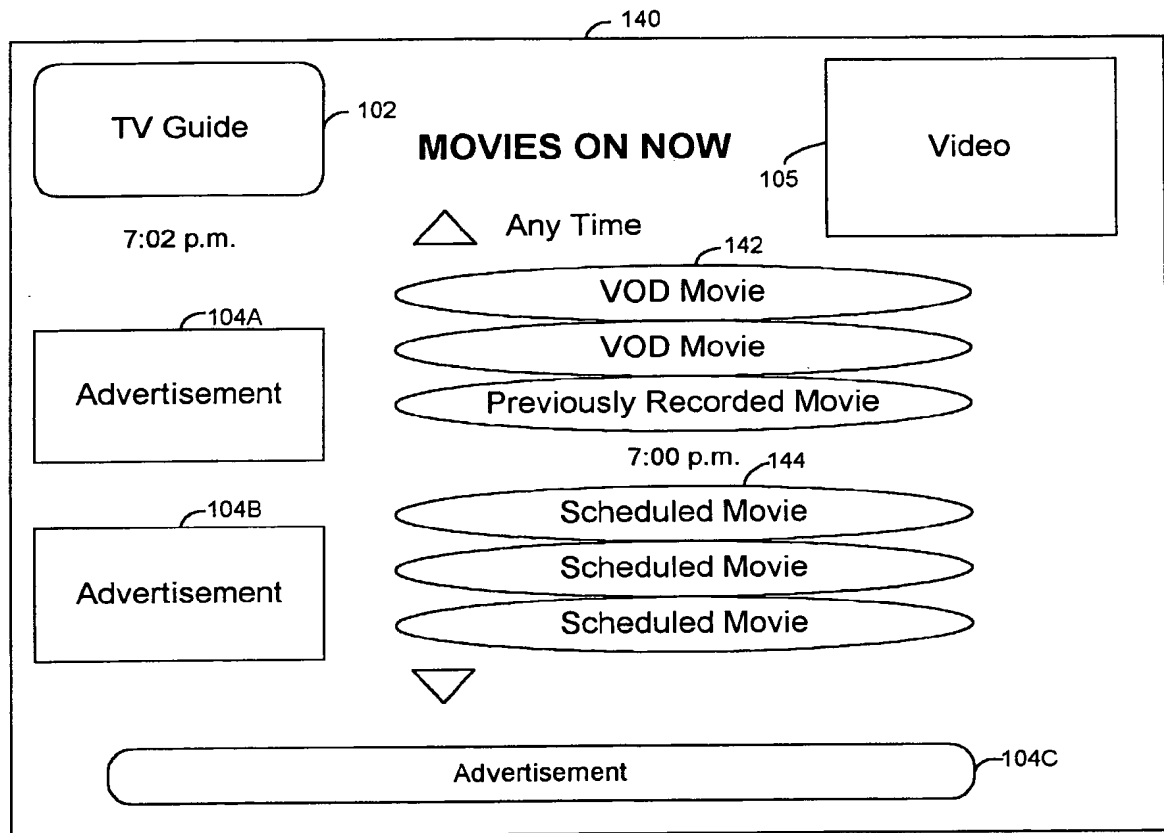 140
TV Guide
102
MOVIES ON NOW
Video
105
7:02 p.m.
Any Time
142
VOD Movie
VOD Movie
Previously Recorded Movie
104A
Advertisement
7:00 p.m.
144
Scheduled Movie
Scheduled Movie
Scheduled Movie
104B
Advertisement
Advertisement
104C